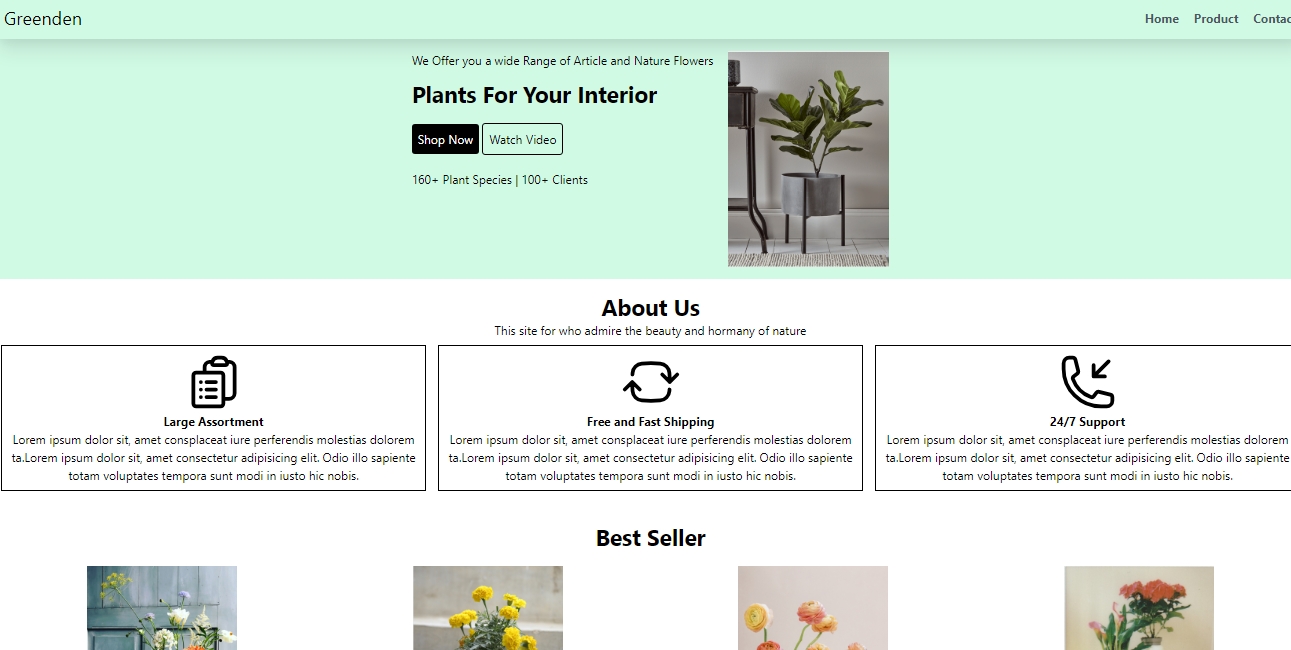 Greenden
Home Product
We Offer you a wide Range of Article and Nature Flowers
Plants For Your Interior
Shop Now Watch Video
160+ Plant Species | 100+ Clients
About Us
This site for who admire the beauty and hormany of nature
Large Assortment
Lorem ipsum dolor sit, amet consplaceat iure perferendis molestias dolorem
ta.Lorem ipsum dolor sit, amet consectetur adipisicing elit. Odio illo sapiente
totam voluptates tempora sunt modi in iusto hic nobis.
Free and Fast Shipping
Lorem ipsum dolor sit, amet consplaceat iure perferendis molestias dolorem
ta.Lorem ipsum dolor sit, amet consectetur adipisicing elit. Odio illo sapiente
totam voluptates tempora sunt modi in iusto hic nobis.
24/7 Support
Lorem ipsum dolor sit, amet consplaceat iure perferendis molestias dolorem
ta.Lorem ipsum dolor sit, amet consectetur adipisicing elit. Odio illo sapiente
totam voluptates tempora sunt modi in iusto hic nobis.
Best Seller